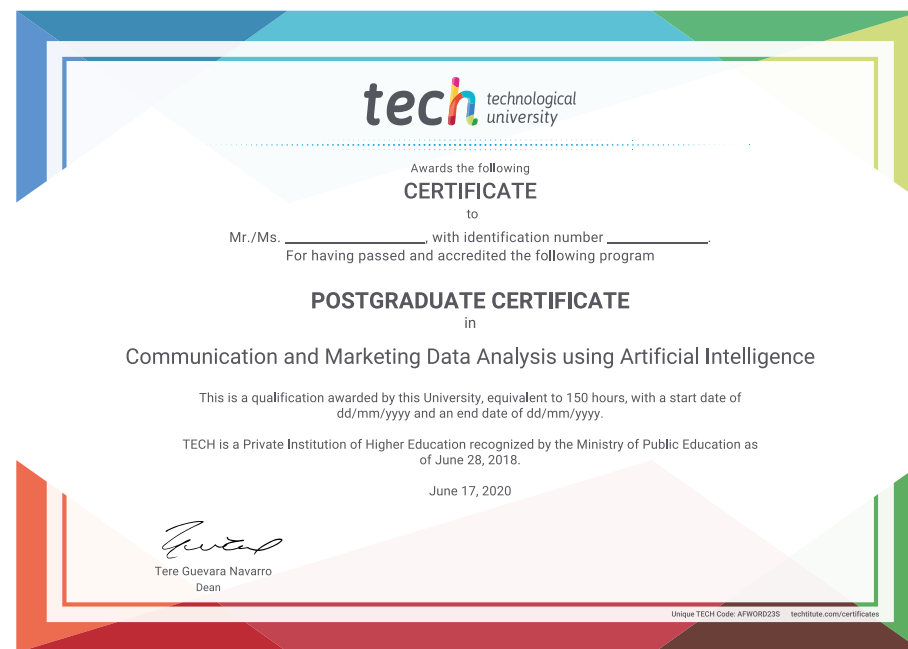 tech technological
university
Awards the following
CERTIFICATE
to
Mr./Ms. ____________________, with identification number ______________.
For having passed and accredited the following program
POSTGRADUATE CERTIFICATE
in
Communication and Marketing Data Analysis using Artificial Intelligence
This is a qualification awarded by this University, equivalent to 150 hours, with a start date of
dd/mm/yyyy and an end date of dd/mm/yyyy.
TECH is a Private Institution of Higher Education recognized by the Ministry of Public Education as
of June 28, 2018.
June 17, 2020
Tere Guevara Navarro
Dean
Unique TECH Code: AFWORD23S techtitute.com/certificates